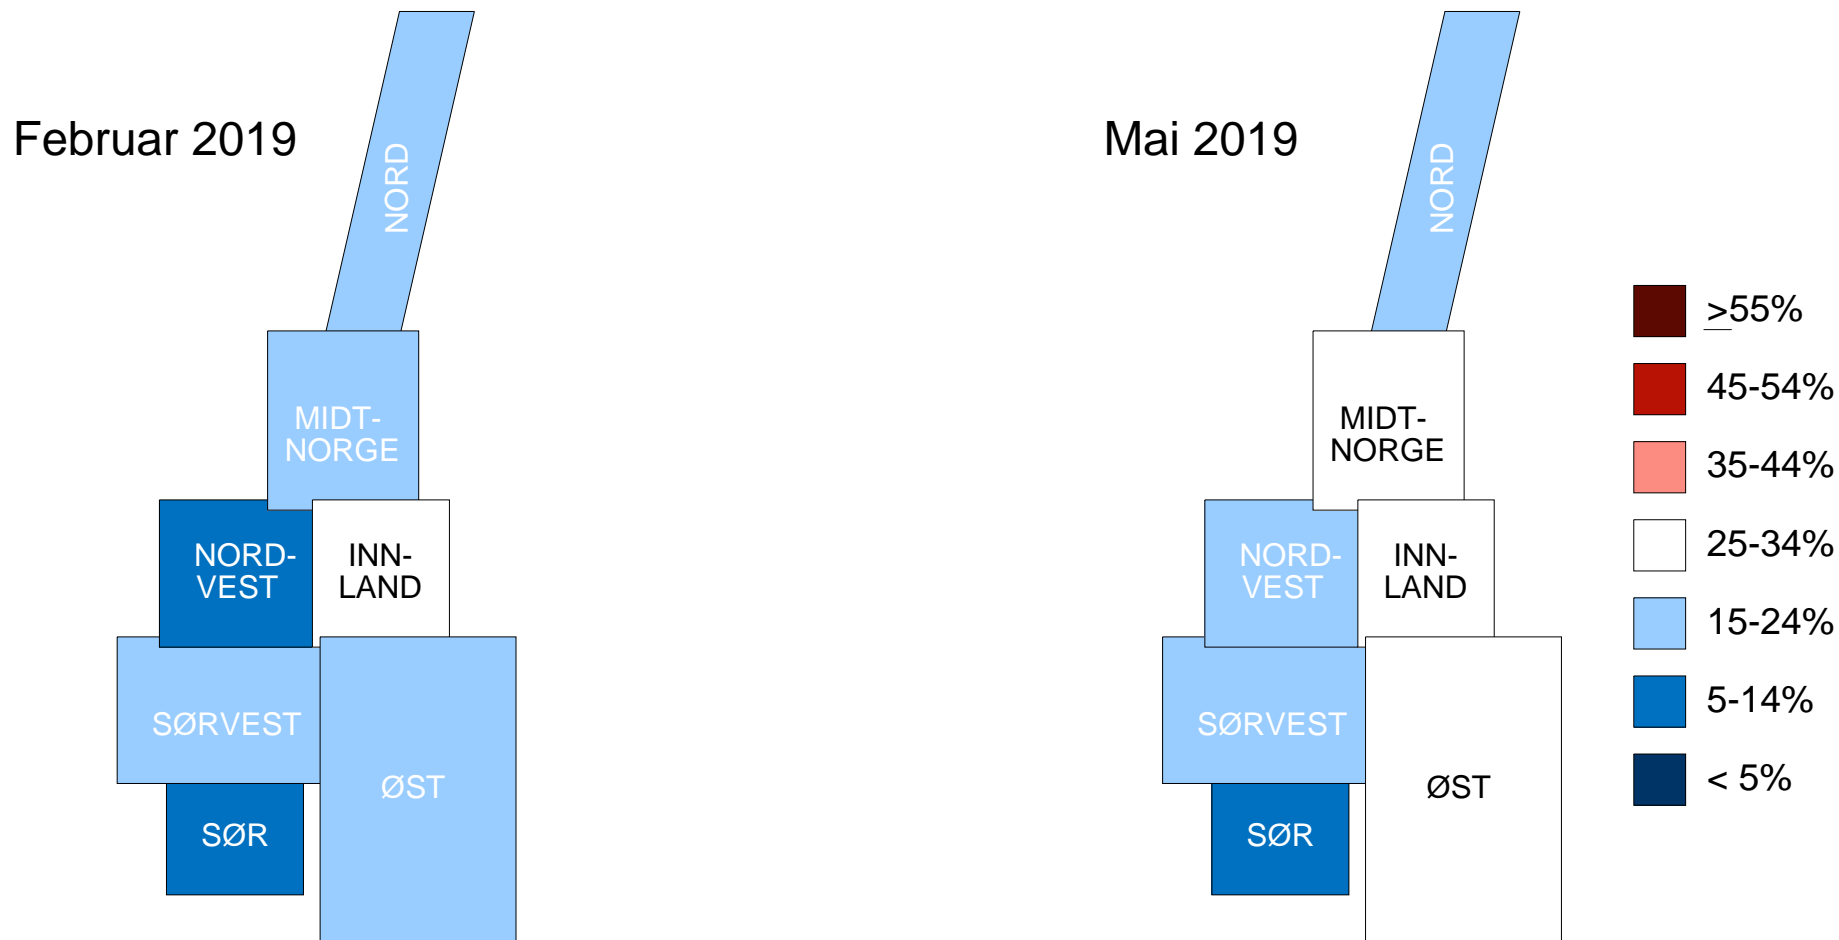 Februar 2019
NORD
MIDT-
NORGE
NORD-
VEST
INN-
LAND
SØRVEST
ØST
SØR
Mai 2019
NORD
MIDT-
NORGE
NORD-
VEST
INN-
LAND
SØRVEST
ØST
SØR
>55%
45-54%
35-44%
25-34%
15-24%
5-14%
< 5%